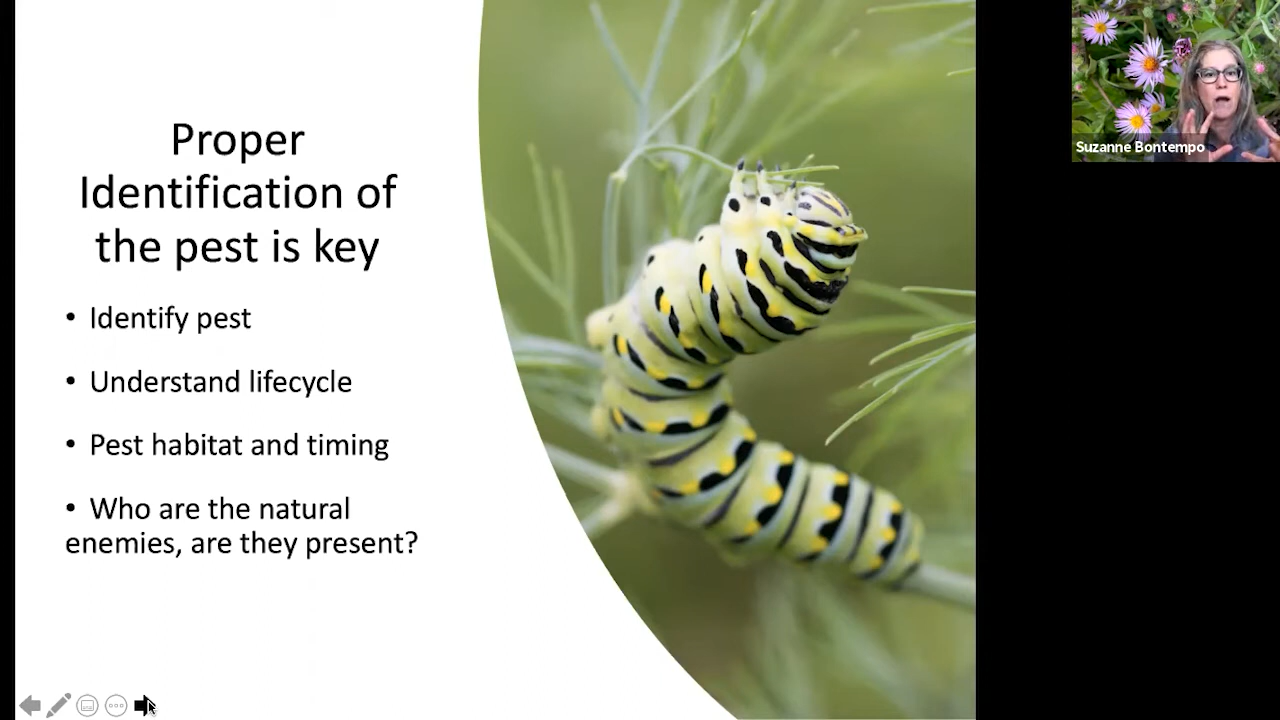 Proper
Identification of
the pest is key
• Identify pest
• Understand lifecycle
• Pest habitat and timing
• Who are the natural
enemies, are they present?
Suzanne Bontempo